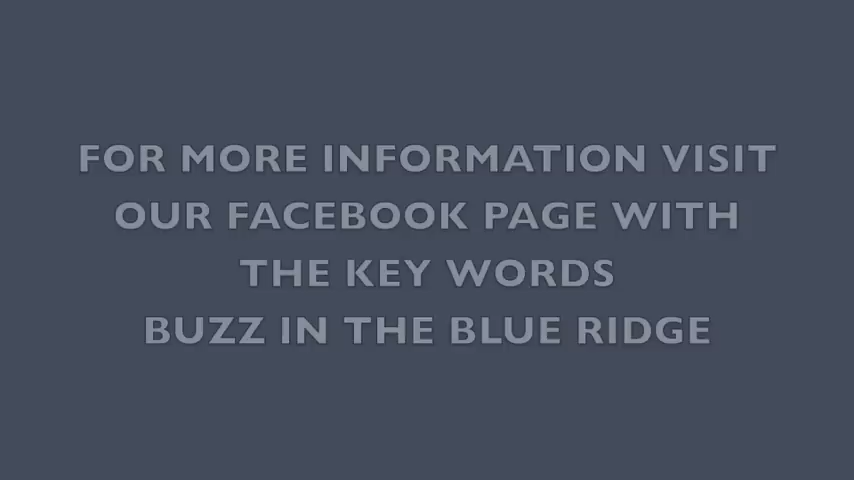 FOR MORE INFORMATION VISIT
OUR FACEBOOK PAGE WITH
THE KEY WORDS
BUZZ IN THE BLUE RIDGE